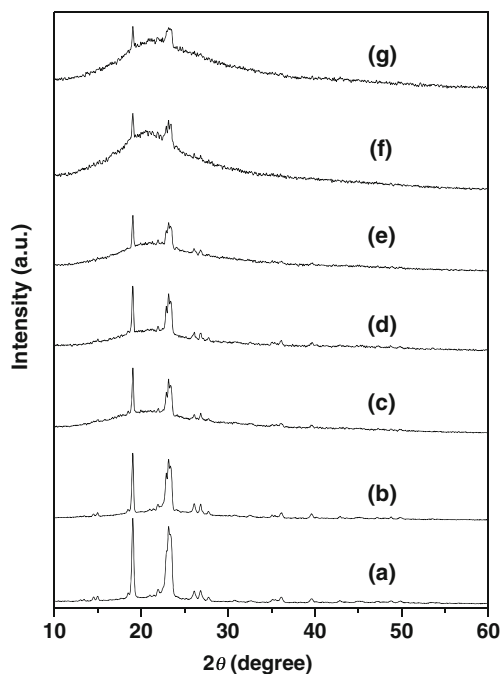 (g)
(f)
(e)
(d)
(c)
(b)
(a)
Intensity (a.u.)
10 20 30 40 50 60
2θ (degree)